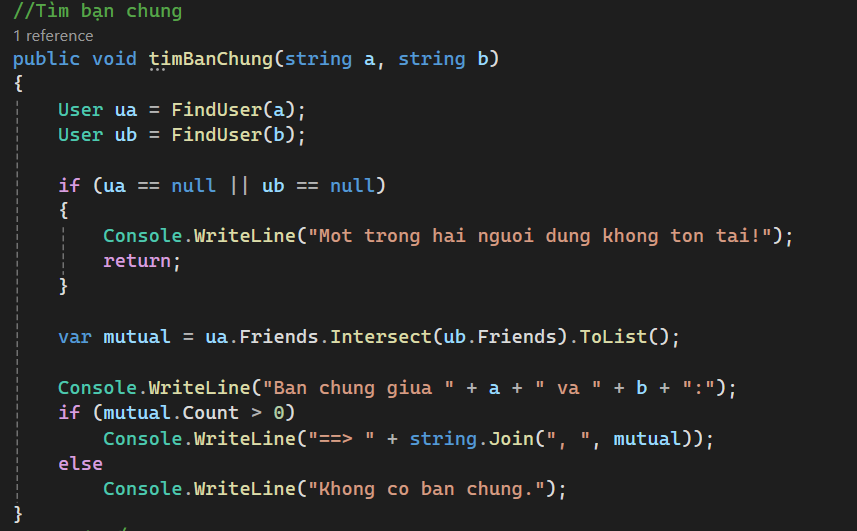 //Tìm bạn chung
1 reference
public void timBanChung(string a, string b)
{
    User ua = FindUser(a);
    User ub = FindUser(b);

    if (ua == null || ub == null)
    {
        Console.WriteLine("Mot trong hai nguoi dung khong ton tai!");
        return;
    }

    var mutual = ua.Friends.Intersect(ub.Friends).ToList();

    Console.WriteLine("Ban chung giua " + a + " va " + b + ":");
    if (mutual.Count > 0)
        Console.WriteLine("==> " + string.Join(", ", mutual));
    else
        Console.WriteLine("Khong co ban chung.");
}